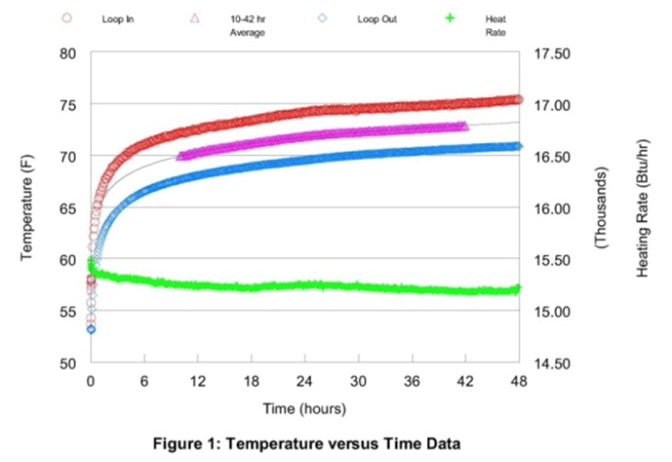 Loop In
10-42 hr
Average
Loop Out
Heat
Rate
80
75
70
65
60
55
50
Temperature (F)
17.50
17.00
16.50
16.00
15.50
15.00
14.50
(Thousands)
Heating Rate (Btu/hr)
0 6 12 18 24 30 36 42 48
Time (hours)
Figure 1: Temperature versus Time Data